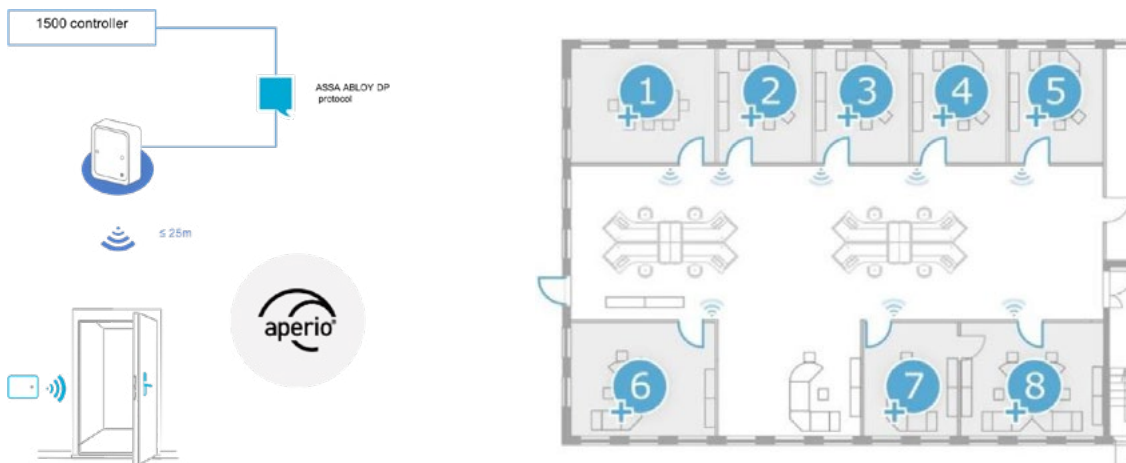 1500 controller
ASSA ABLOY DP
protocol
≤ 25m
aperio®
1
2
3
4
5
6
7
8